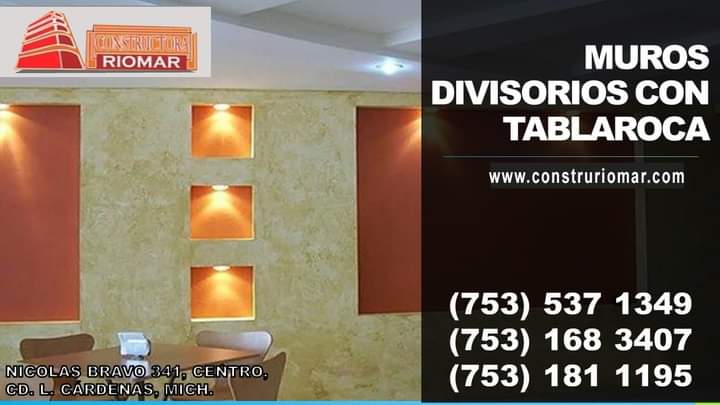 CONSTRUCTORA
RIOMAR
MUROS
DIVISORIOS CON
TABLAROCA
www.construriomar.com
(753) 537 1349
(753) 168 3407
(753) 181 1195
NICOLAS BRAVO 341, CENTRO,
CD. L. CÁRDENAS, MICH.